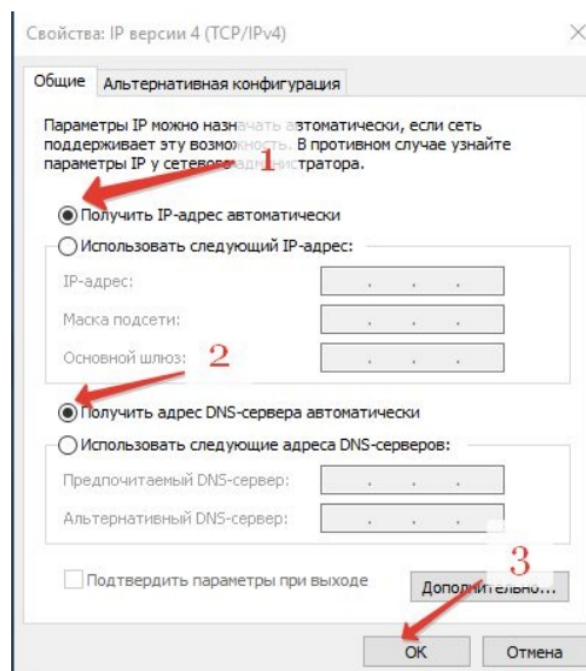 Свойства: IP версии 4 (TCP/IPv4)
Общие Альтернативная конфигурация
Параметры IP можно назначать автоматически, если сеть
поддерживает эту возможность. В противном случае узнайте
параметры IP у сетевого администратора.
1
Получить IP-адрес автоматически
Использовать следующий IP-адрес:
IP-адрес:
Маска подсети:
Основной шлюз:
2
Получить адрес DNS-сервера автоматически
Использовать следующие адреса DNS-серверов:
Предпочитаемый DNS-сервер:
Альтернативный DNS-сервер:
3
Подтвердить параметры при выходе Дополнительно...
ОК Отмена